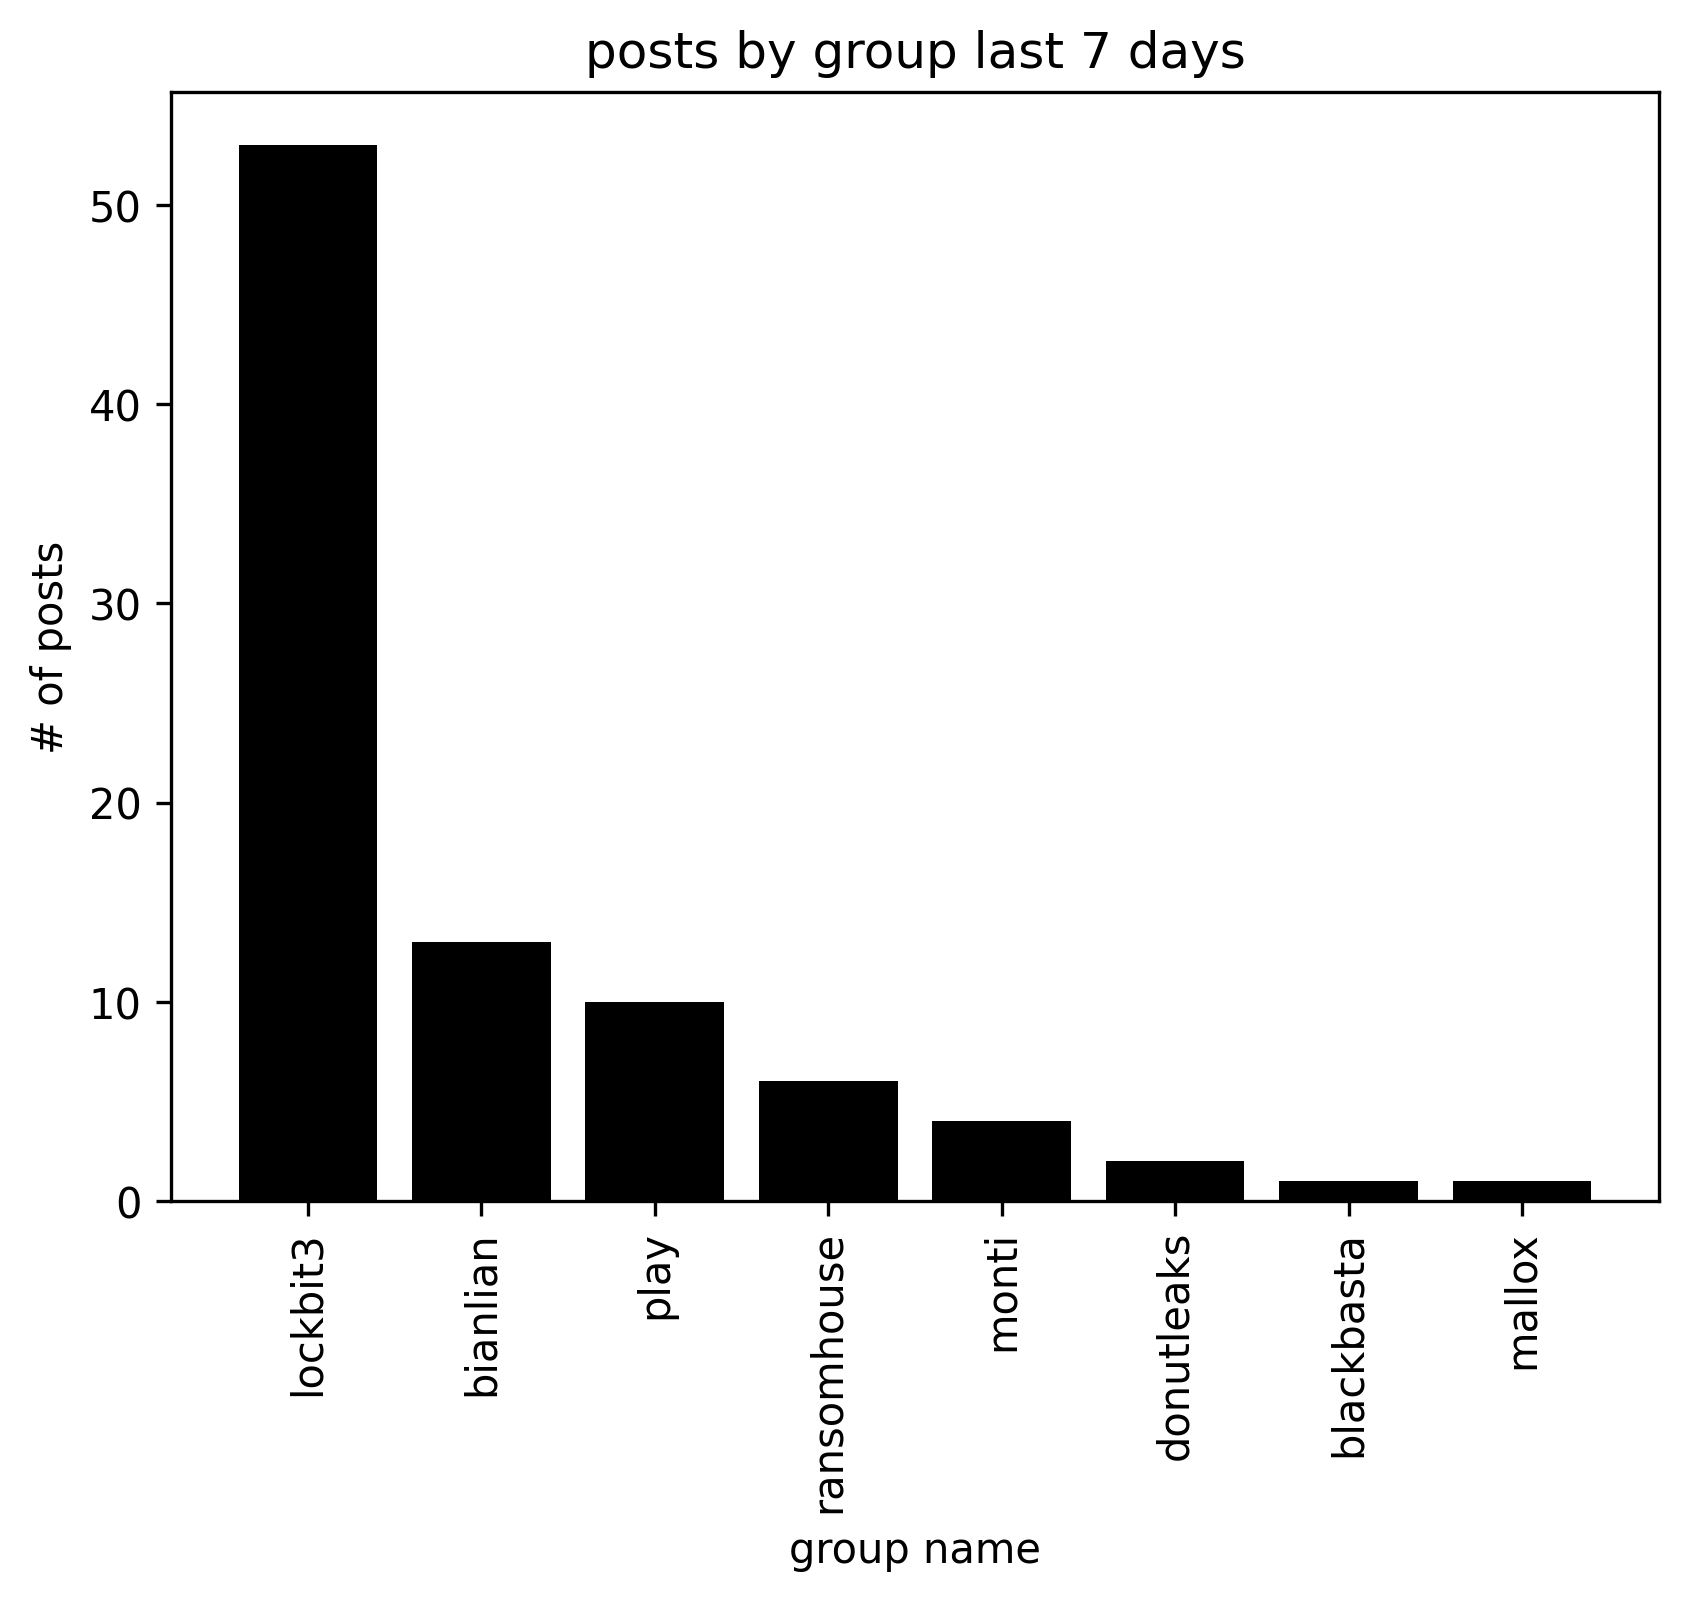 posts by group last 7 days
# of posts
50
40
30
20
10
0
lockbit3
bianlian
play
ransomhouse
monti
donutleaks
blackbasta
mallox
group name